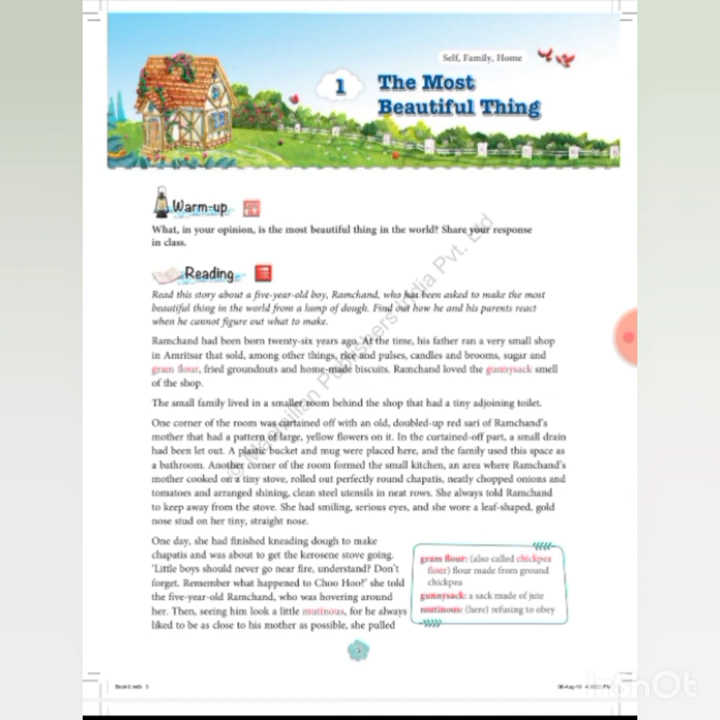 Self, Family, Home
1
The Most
Beautiful Thing
Warm-up
What, in your opinion, is the most beautiful thing in the world? Share your response
in class.
Reading
Read this story about a five-year-old boy, Ramchand, who has been asked to make the most
beautiful thing in the world from a lump of dough. Find out how he and his parents react
when he cannot figure out what to make.
Ramchand had been born twenty-six years ago. At the time, his father ran a very small shop
in Amritsar that sold, among other things, rice and pulses, candles and brooms, sugar and
gram flour, fried groundnuts and home-made biscuits. Ramchand loved the gunnysack smell
of the shop.
The small family lived in a smaller room behind the shop that had a tiny adjoining toilet.
One corner of the room was curtained off with an old, doubled-up red sari of Ramchand's
mother that had a pattern of large, yellow flowers on it. In the curtained-off part, a small drain
had been let out. A plastic bucket and mug were placed here, and the family used this space as
a bathroom. Another corner of the room formed the small kitchen, an area where Ramchand's
mother cooked on a tiny stove, rolled out perfectly round chapatis, neatly chopped onions and
tomatoes and arranged shining, clean steel utensils in neat rows. She always told Ramchand
to keep away from the stove. She had smiling, serious eyes, and she wore a leaf-shaped, gold
nose stud on her tiny, straight nose.
One day, she had finished kneading dough to make
chapatis and was about to get the kerosene stove going.
'Little boys should never go near fire, understand? Don't
forget. Remember what happened to Choo Hoo?' she told
the five-year-old Ramchand, who was hovering around
her. Then, seeing him look a little mutinous, for he always
liked to be as close to his mother as possible, she pulled
gram flour: (also called chickpea
flour) flour made from ground
chickpea
gunnysack: a sack made of jute
mutinous: (here) refusing to obey
© Macmillan Publishers India Pvt. Ltd